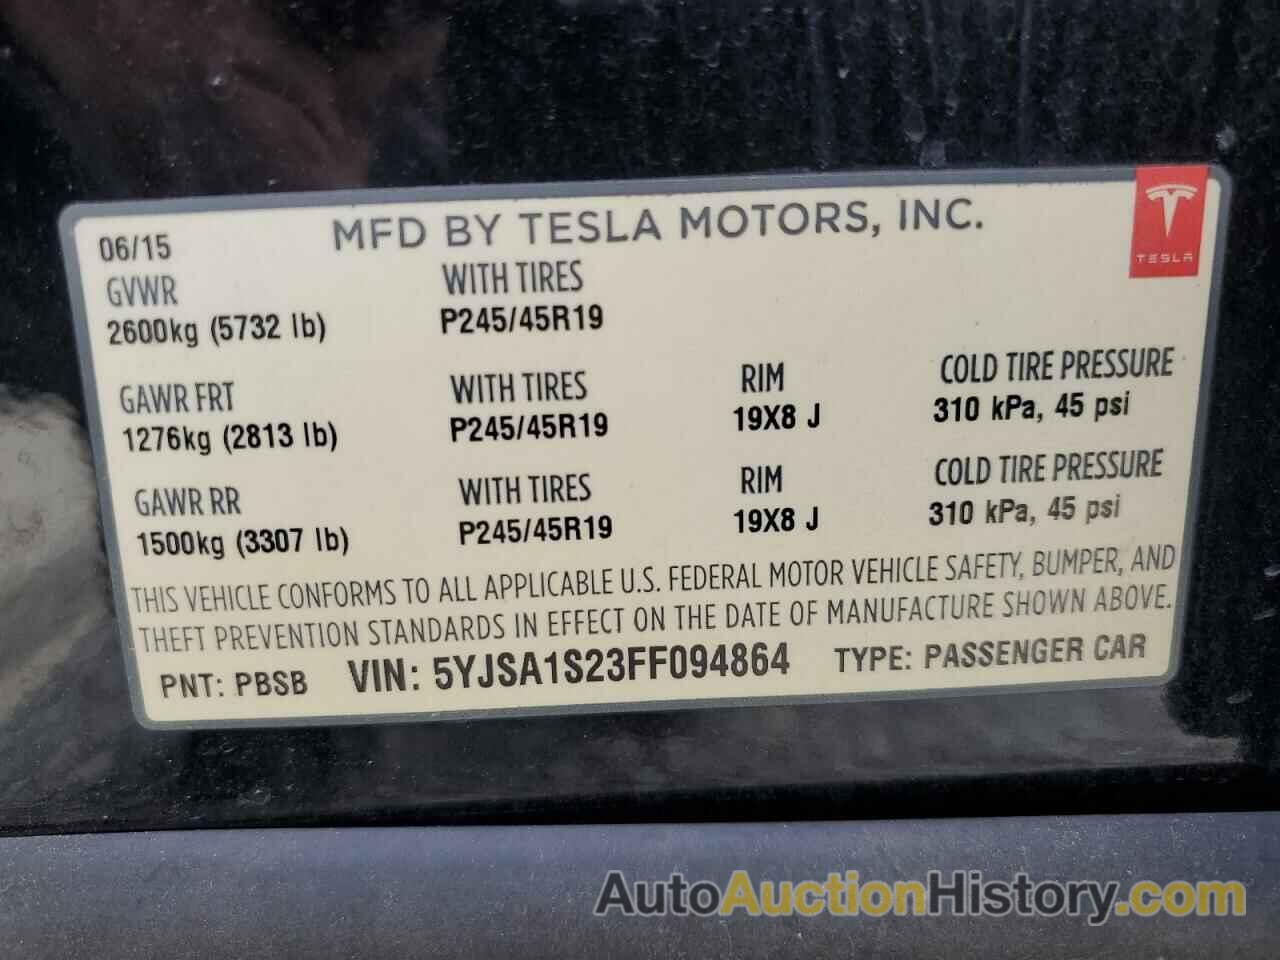 06/15
MFD BY TESLA MOTORS, INC.
TESLA
GVWR
WITH TIRES
2600kg (5732 lb)
P245/45R19
GAWR FRT
WITH TIRES
RIM
COLD TIRE PRESSURE
1276kg (2813 lb)
P245/45R19
19X8 J
310 kPa, 45 psi
GAWR RR
WITH TIRES
RIM
COLD TIRE PRESSURE
1500kg (3307 lb)
P245/45R19
19X8 J
310 kPa, 45 psi
THIS VEHICLE CONFORMS TO ALL APPLICABLE U.S. FEDERAL MOTOR VEHICLE SAFETY, BUMPER, AND
THEFT PREVENTION STANDARDS IN EFFECT ON THE DATE OF MANUFACTURE SHOWN ABOVE.
PNT: PBSB VIN: 5YJSA1S23FF094864 TYPE: PASSENGER CAR
AutoAuctionHistory.com